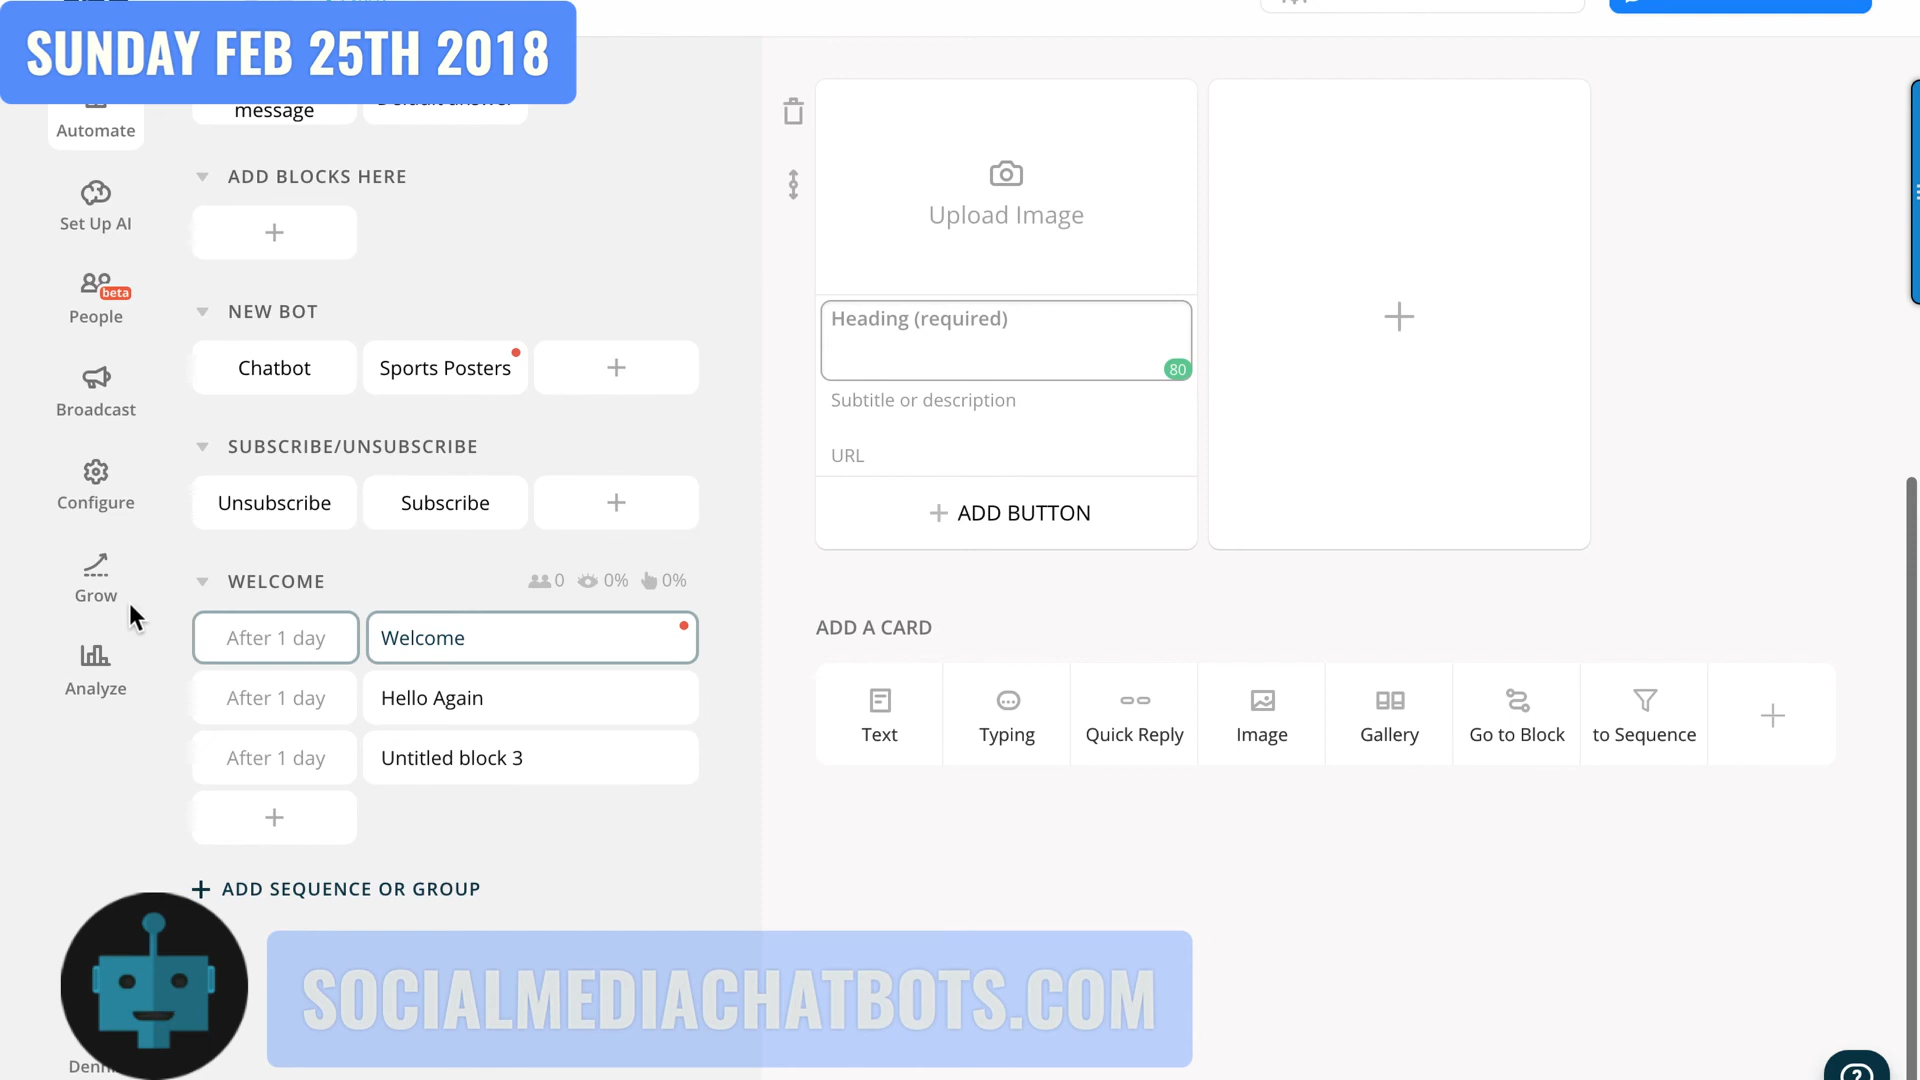 SUNDAY FEB 25TH 2018
Automate
message
Set Up AI
beta
People
Broadcast
Configure
Grow
Analyze
ADD BLOCKS HERE
NEW BOT
Chatbot
Sports Posters
SUBSCRIBE/UNSUBSCRIBE
Unsubscribe
Subscribe
WELCOME
0 0% 0%
After 1 day
Welcome
After 1 day
Hello Again
After 1 day
Untitled block 3
ADD SEQUENCE OR GROUP
Upload Image
Heading (required)
80
Subtitle or description
URL
ADD BUTTON
ADD A CARD
Text
Typing
Quick Reply
Image
Gallery
Go to Block
to Sequence
SOCIALMEDIACHATBOTS.COM
?